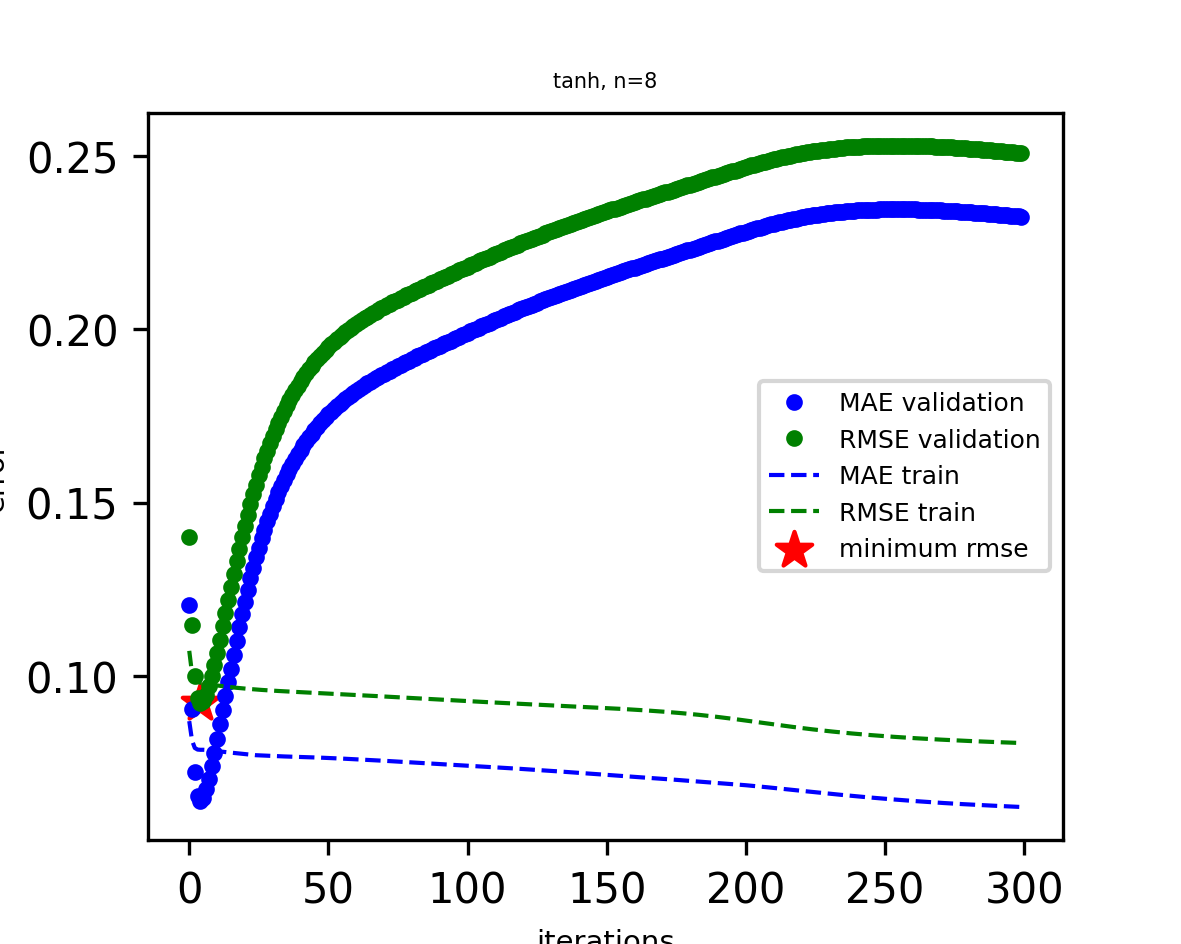 tanh, n=8
0.25
0.20
0.15
0.10
error
MAE validation
RMSE validation
MAE train
RMSE train
minimum rmse
0 50 100 150 200 250 300
iterations